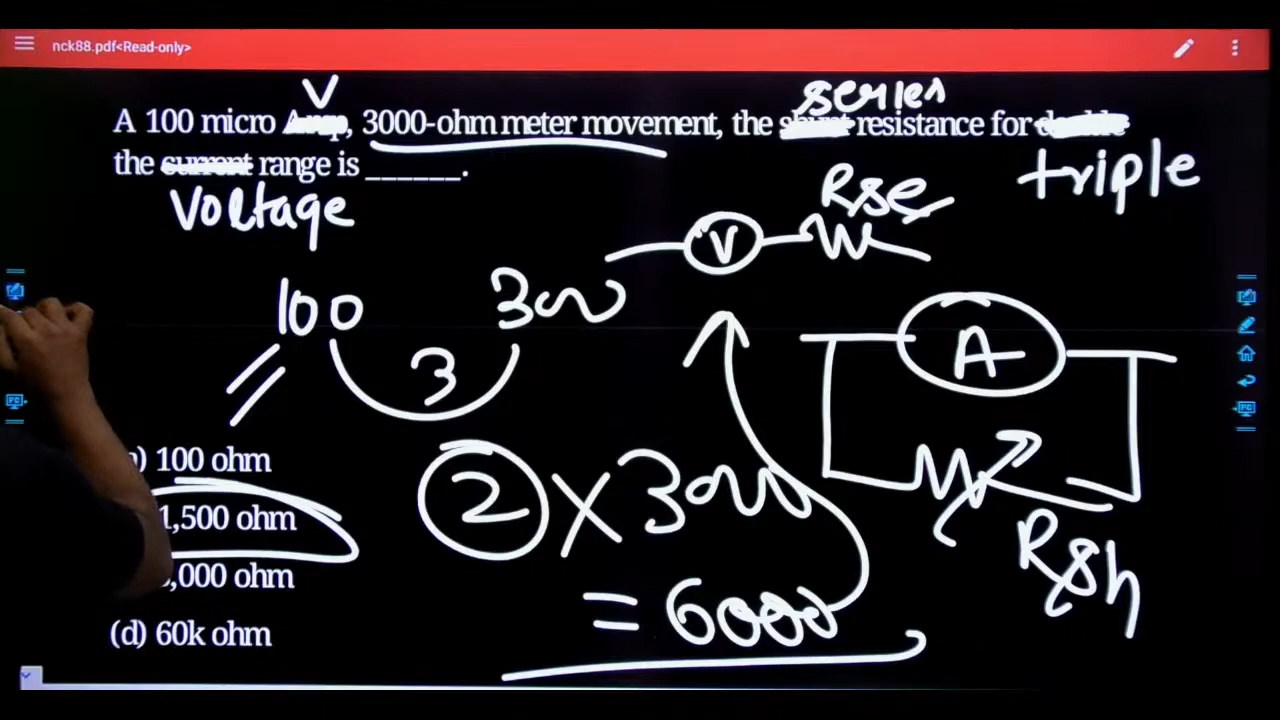 nck88.pdf<Read-only>
V
series
A 100 micro Amp, 3000-ohm meter movement, the shunt resistance for double
the current range is ______.
triple
Voltage
Rse
V
100
300
3
A
2 × 3000
= 6000
Rsh
) 100 ohm
1,500 ohm
,000 ohm
(d) 60k ohm